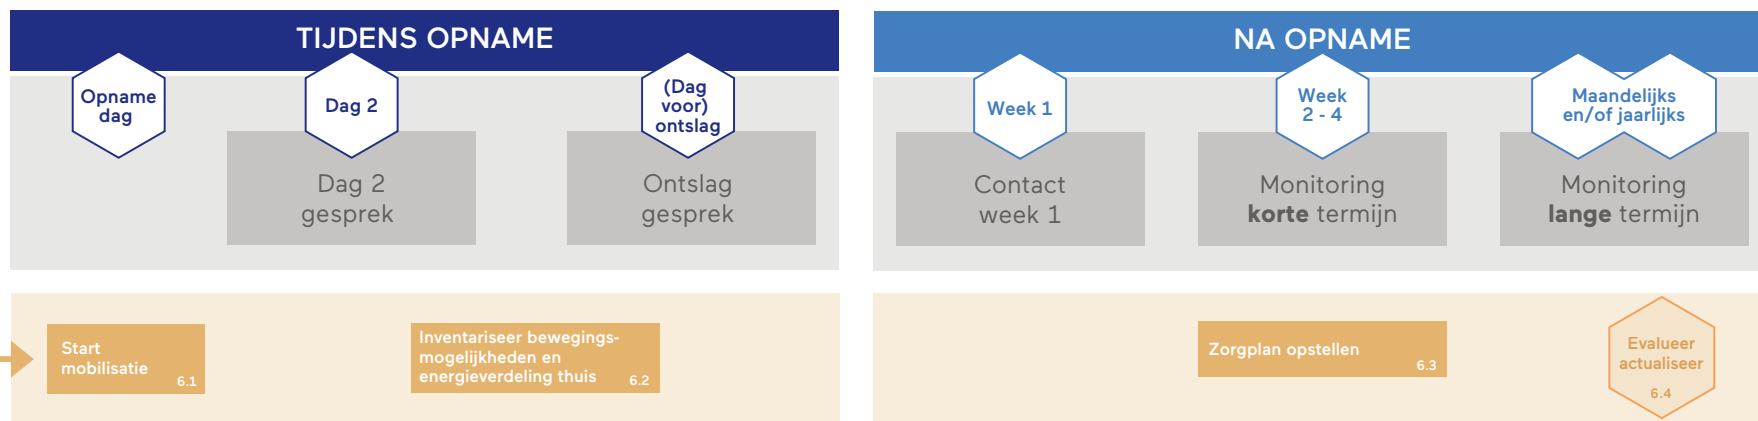 TIJDENS OPNAME
NA OPNAME
Opname
dag
Dag 2
(Dag
voor)
ontslag
Week 1
Week
2 - 4
Maandelijks
en/of jaarlijks
Dag 2
gesprek
Ontslag
gesprek
Contact
week 1
Monitoring
korte termijn
Monitoring
lange termijn
Start
mobilisatie
6.1
Inventariseer bewegings-
mogelijkheden en
energieverdeling thuis
6.2
Zorgplan opstellen
6.3
Evalueer
actualiseer
6.4